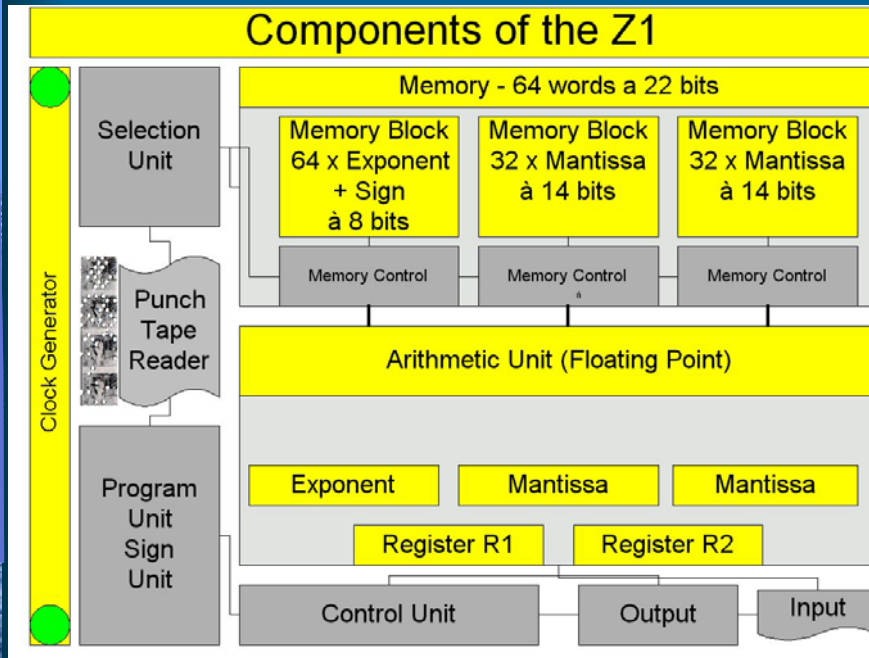 Components of the Z1
Clock Generator
Selection
Unit
Punch
Tape
Reader
Program
Unit
Sign
Unit
Memory - 64 words a 22 bits
Memory Block
64 x Exponent
+ Sign
à 8 bits
Memory Block
32 x Mantissa
à 14 bits
Memory Block
32 x Mantissa
à 14 bits
Memory Control
Memory Control
Memory Control
Arithmetic Unit (Floating Point)
Exponent
Mantissa
Mantissa
Register R1
Register R2
Control Unit
Output
Input